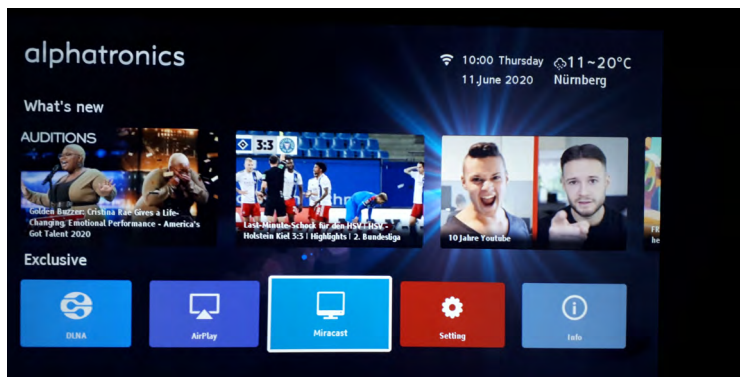 alphatronics
10:00 Thursday
11~20°C
11.June 2020
Nürnberg
What's new
AUDITIONS
Golden Buzzer: Cristina Rae Gives a Life-
Changing, Emotional Performance - America's
Got Talent 2020
3:3
Last-Minute-Schock für den HSV | HSV -
Holstein Kiel 3:3 | Highlights | 2. Bundesliga
10 Jahre Youtube
Exclusive
DLNA
AirPlay
Miracast
Setting
Info